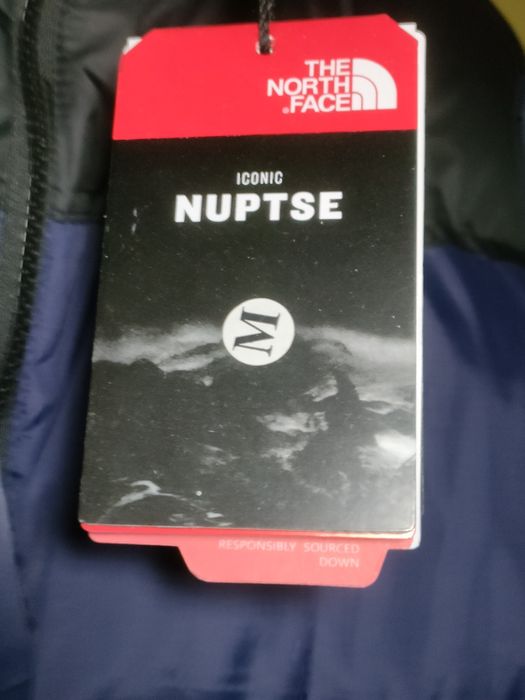 THE
NORTH
FACE
ICONIC
NUPTSE
M
RESPONSIBLY SOURCED
DOWN